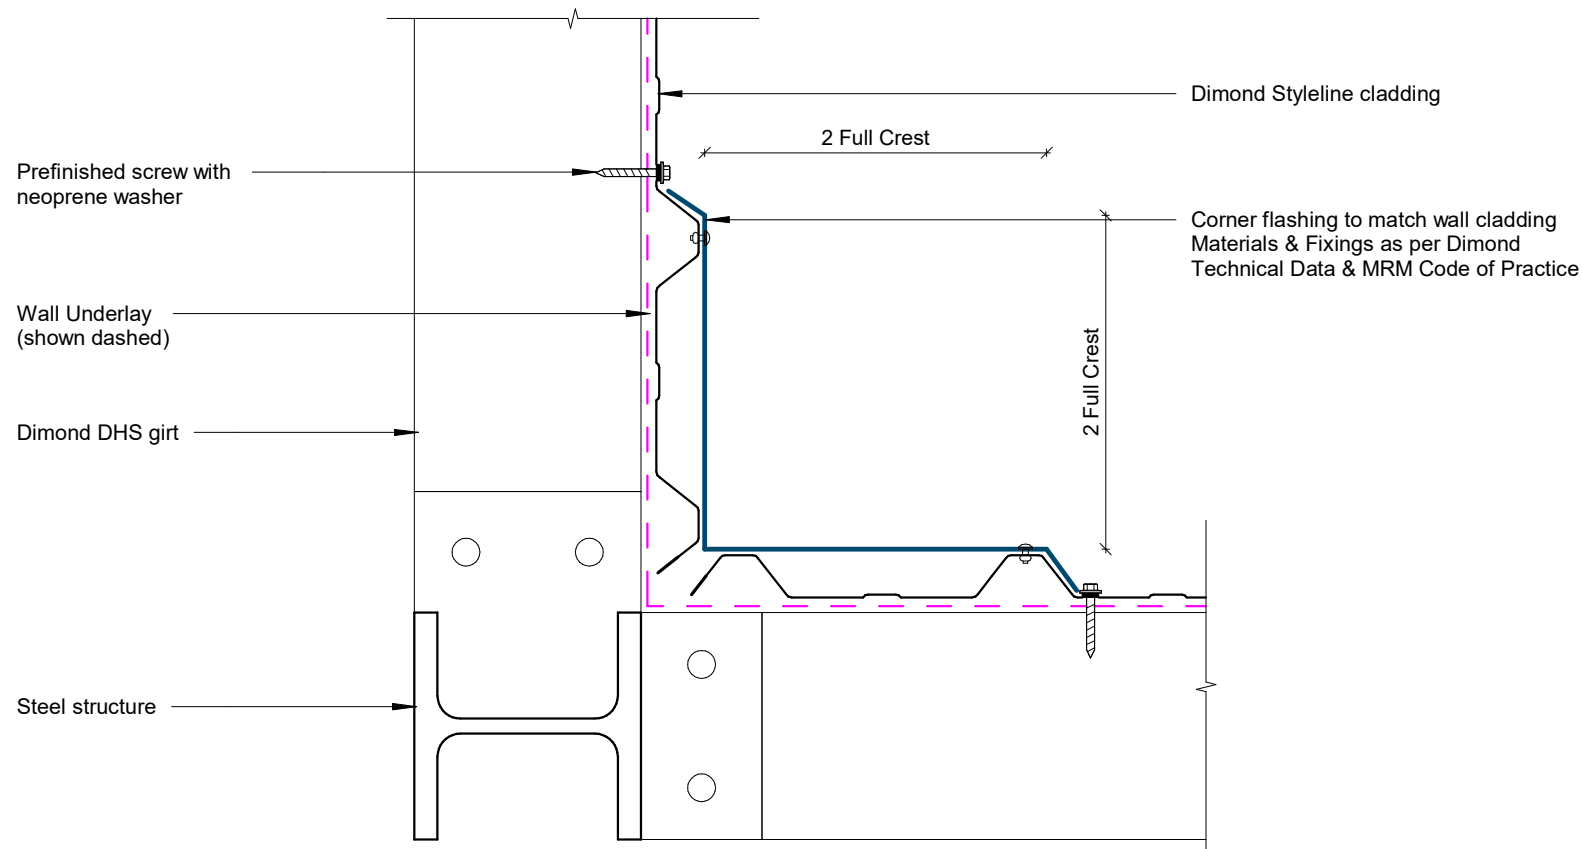 Dimond Styleline cladding
2 Full Crest
Prefinished screw with
neoprene washer
Corner flashing to match wall cladding
Materials & Fixings as per Dimond
Technical Data & MRM Code of Practice
Wall Underlay
(shown dashed)
2 Full Crest
Dimond DHS girt
Steel structure